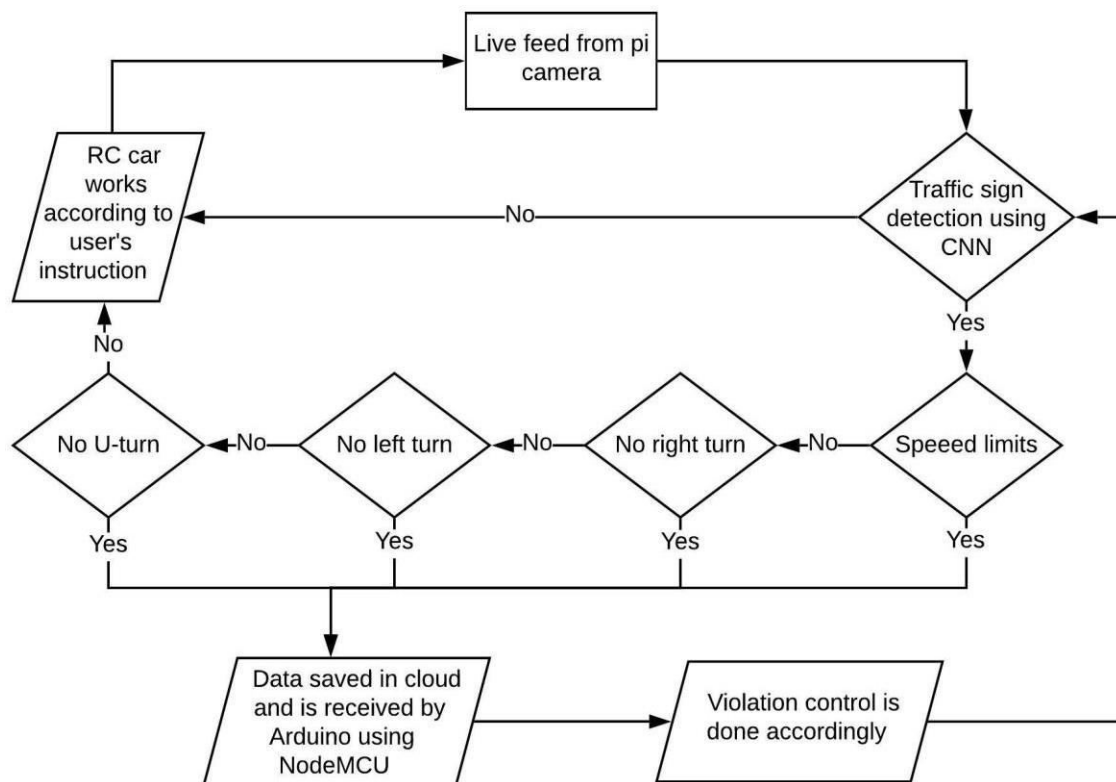 Live feed from pi
camera
RC car
works
according to
user's
instruction
No
Traffic sign
detection using
CNN
Yes
No
No U-turn
No
No left turn
No
No right turn
No
Speeed limits
Yes
Yes
Yes
Yes
Data saved in cloud
and is received by
Arduino using
NodeMCU
Violation control is
done accordingly